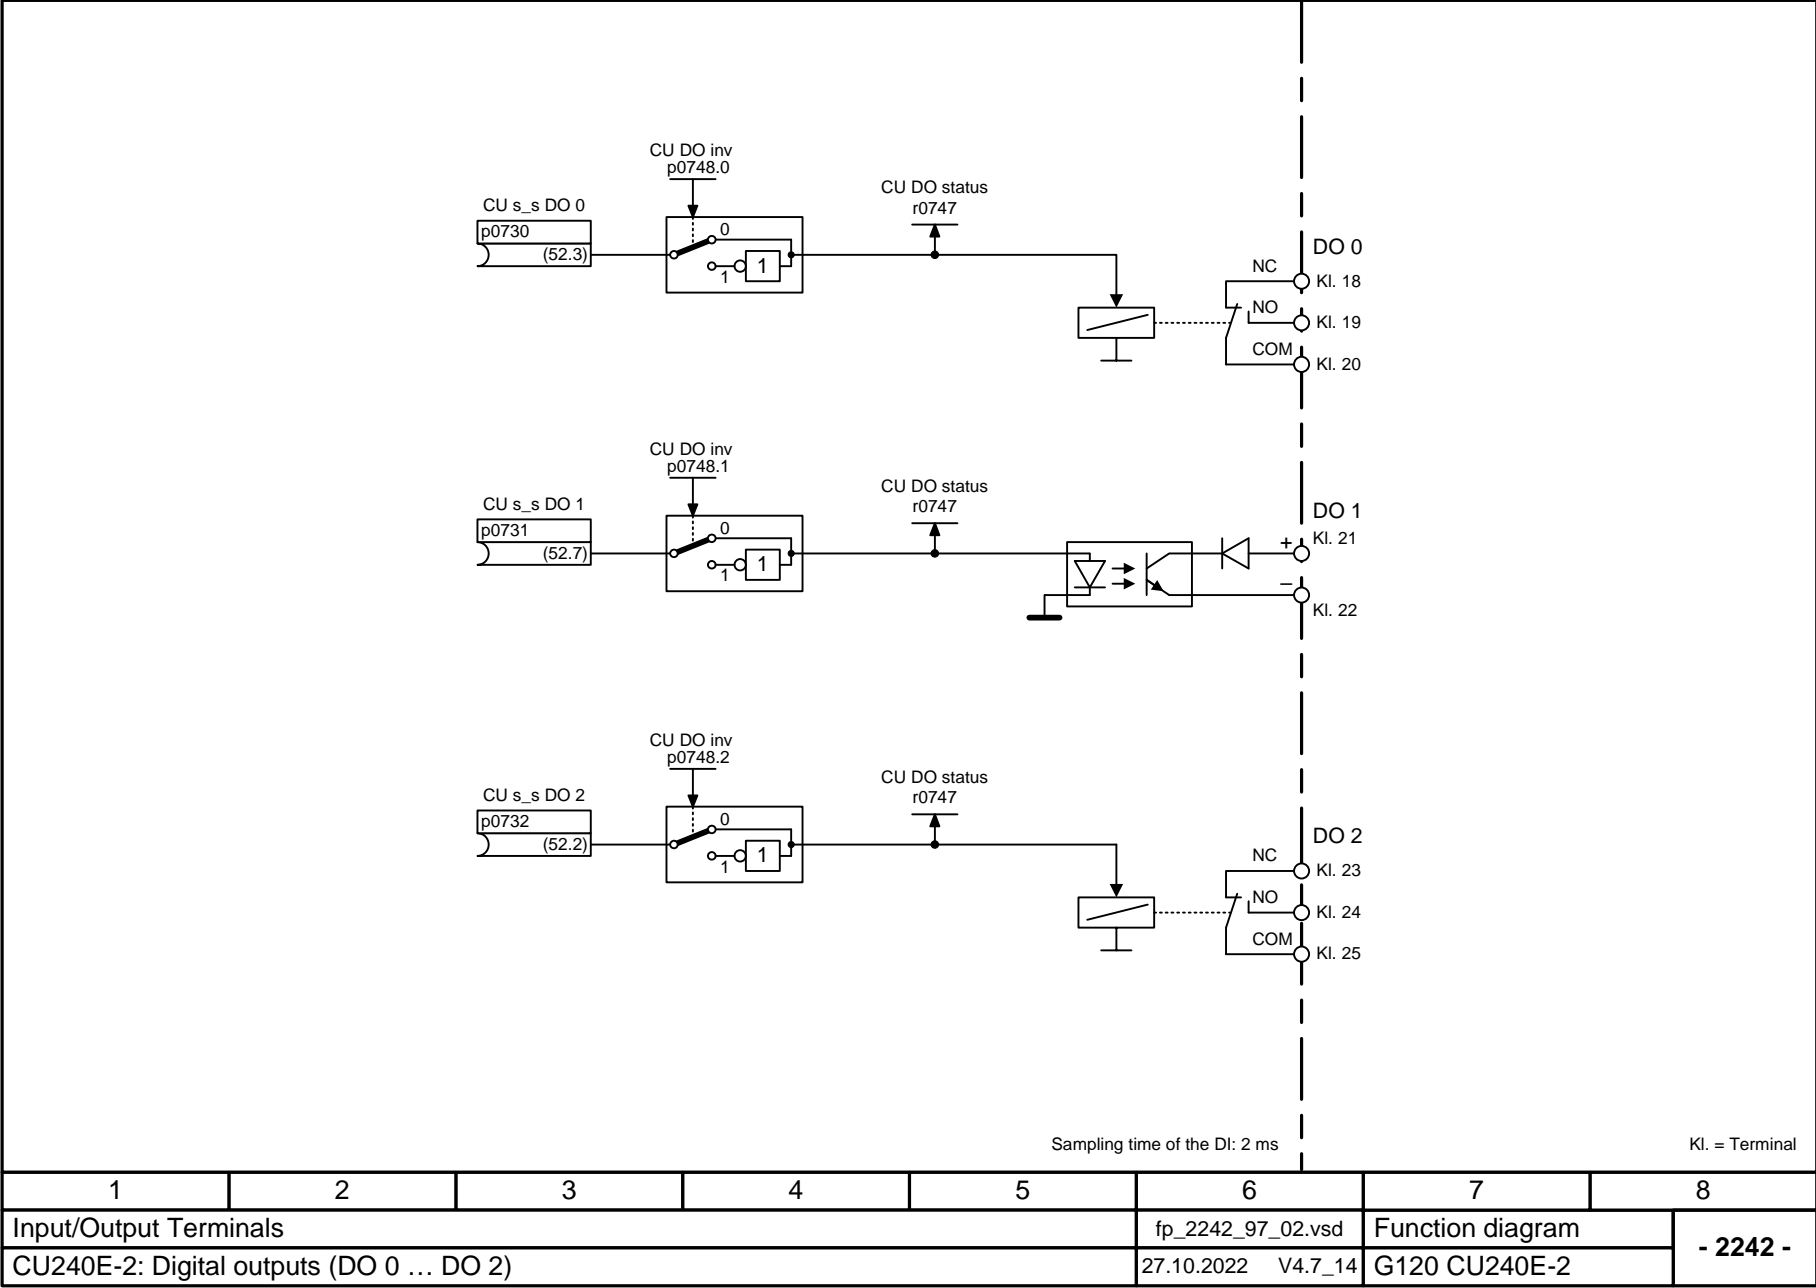 CU DO inv
p0748.0
CU DO status
r0747
CU s_s DO 0
p0730
(52.3)
0
1
1
DO 0
NC
Kl. 18
NO
Kl. 19
COM
Kl. 20
CU DO inv
p0748.1
CU DO status
r0747
CU s_s DO 1
p0731
(52.7)
0
1
1
DO 1
+
Kl. 21
–
Kl. 22
CU DO inv
p0748.2
CU DO status
r0747
CU s_s DO 2
p0732
(52.2)
0
1
1
DO 2
NC
Kl. 23
NO
Kl. 24
COM
Kl. 25
Sampling time of the DI: 2 ms
Kl. = Terminal
1 2 3 4 5 6 7 8
Input/Output Terminals
fp_2242_97_02.vsd
Function diagram
- 2242 -
CU240E-2: Digital outputs (DO 0 … DO 2)
27.10.2022 V4.7_14
G120 CU240E-2